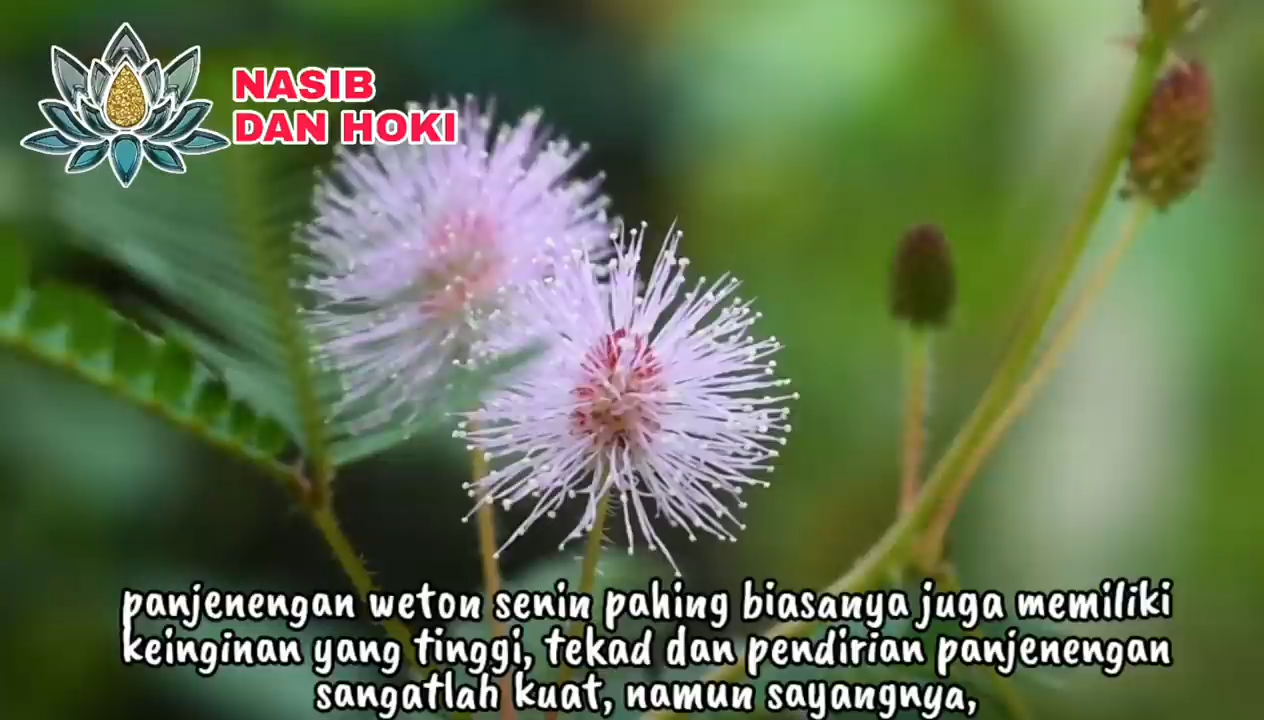 NASIB
DAN HOKI
panjenengan weton senin pahing biasanya juga memiliki
keinginan yang tinggi, tekad dan pendirian panjenengan
sangatlah kuat, namun sayangnya,